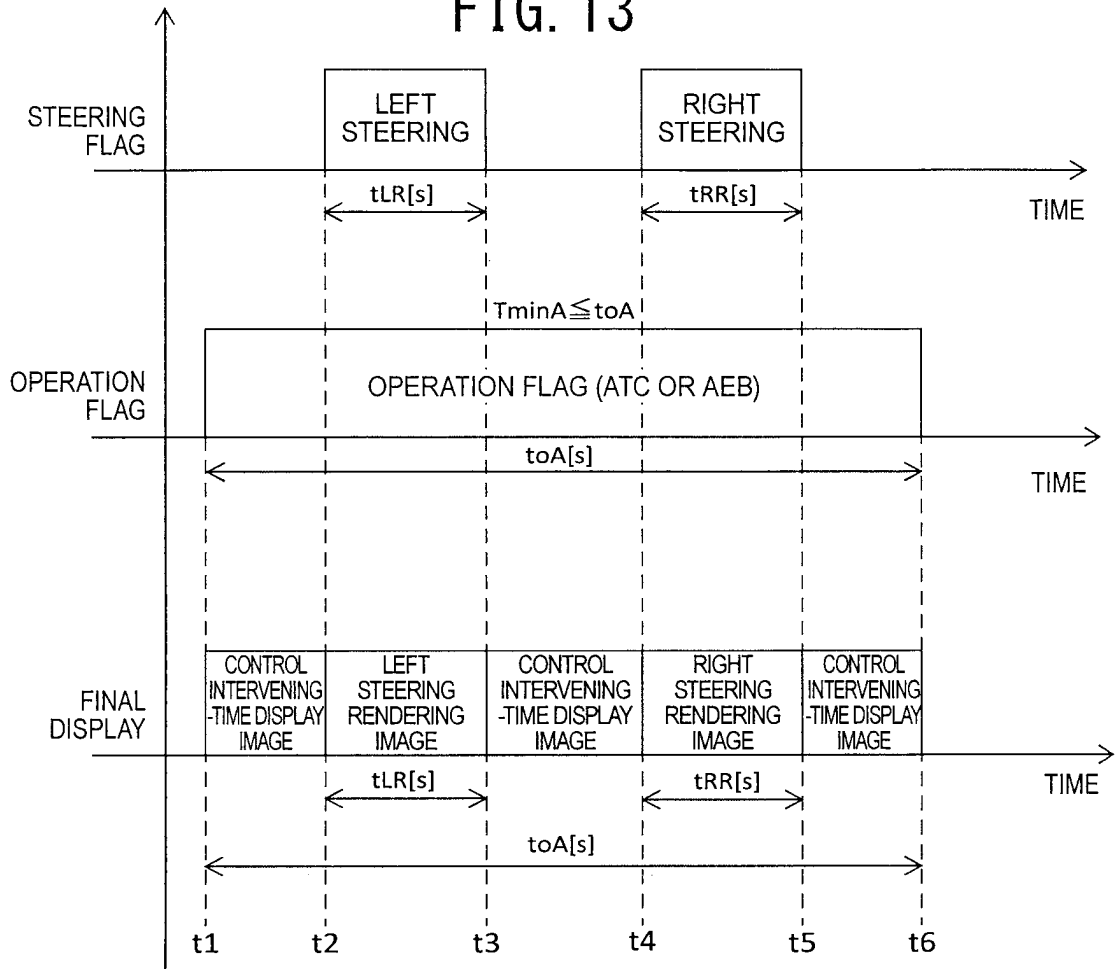 FIG. 13
STEERING
FLAG
LEFT
STEERING
RIGHT
STEERING
tLR[s]
tRR[s]
TIME
TminA≦toA
OPERATION
FLAG
OPERATION FLAG (ATC OR AEB)
toA[s]
TIME
FINAL
DISPLAY
CONTROL
INTERVENING
-TIME DISPLAY
IMAGE
LEFT
STEERING
RENDERING
IMAGE
CONTROL
INTERVENING
-TIME DISPLAY
IMAGE
RIGHT
STEERING
RENDERING
IMAGE
CONTROL
INTERVENING
-TIME DISPLAY
IMAGE
TIME
tLR[s]
tRR[s]
toA[s]
t1 t2 t3 t4 t5 t6